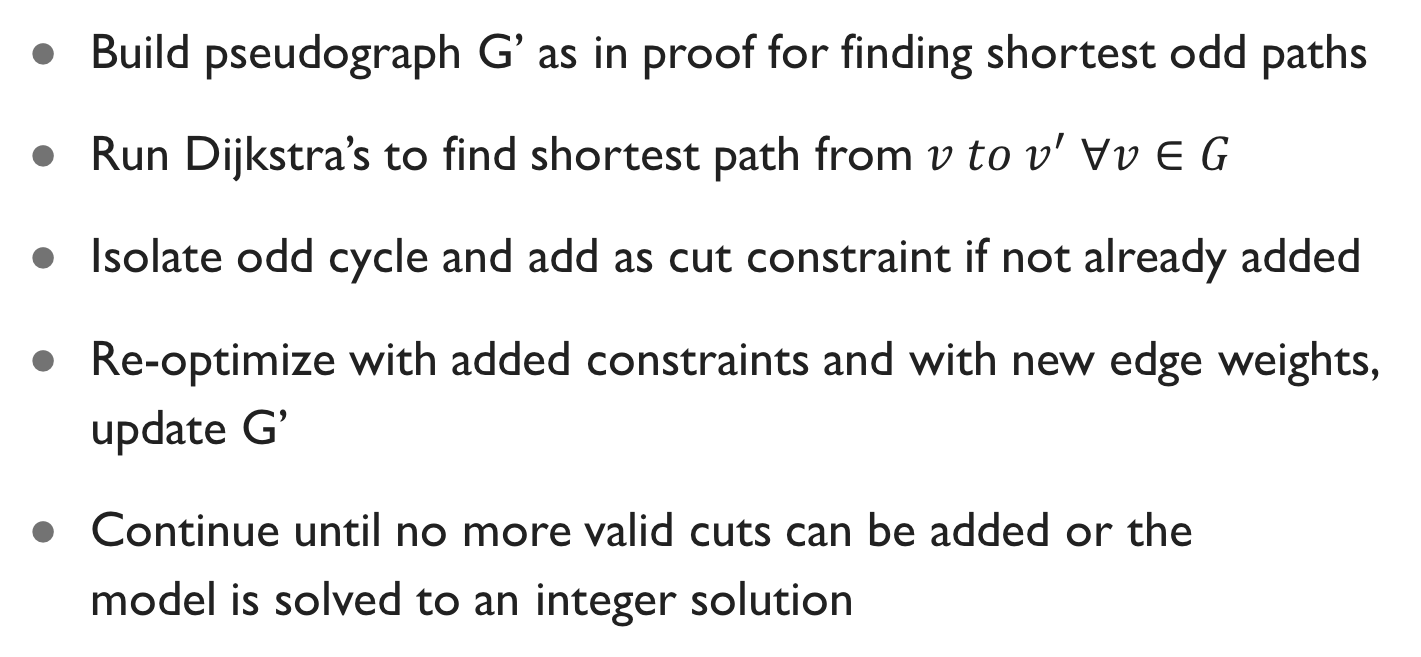 ● Build pseudograph G’ as in proof for finding shortest odd paths
● Run Dijkstra’s to find shortest path from 𝑣 𝑡𝑜 𝑣′ ∀𝑣 ∈ 𝐺
● Isolate odd cycle and add as cut constraint if not already added
● Re-optimize with added constraints and with new edge weights,
update G’
● Continue until no more valid cuts can be added or the
model is solved to an integer solution